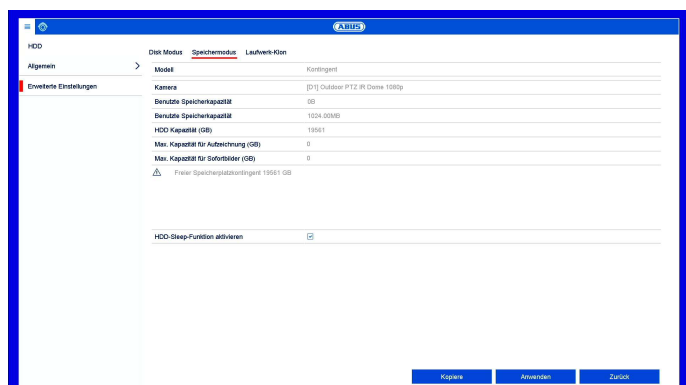 ABUS
HDD
Allgemein
Erweiterte Einstellungen
Disk Modus Speichermodus Laufwerk-Klon
Modell Kontingent
Kamera [D1] Outdoor PTZ IR Dome 1080p
Benutzte Speicherkapazität 0B
Benutzte Speicherkapazität 1024.00MB
HDD Kapazität (GB) 19561
Max. Kapazität für Aufzeichnung (GB) 0
Max. Kapazität für Sofortbilder (GB) 0
Freier Speicherplatzkontingent 19561 GB
HDD-Sleep-Funktion aktivieren
Kopiere Anwenden Zurück